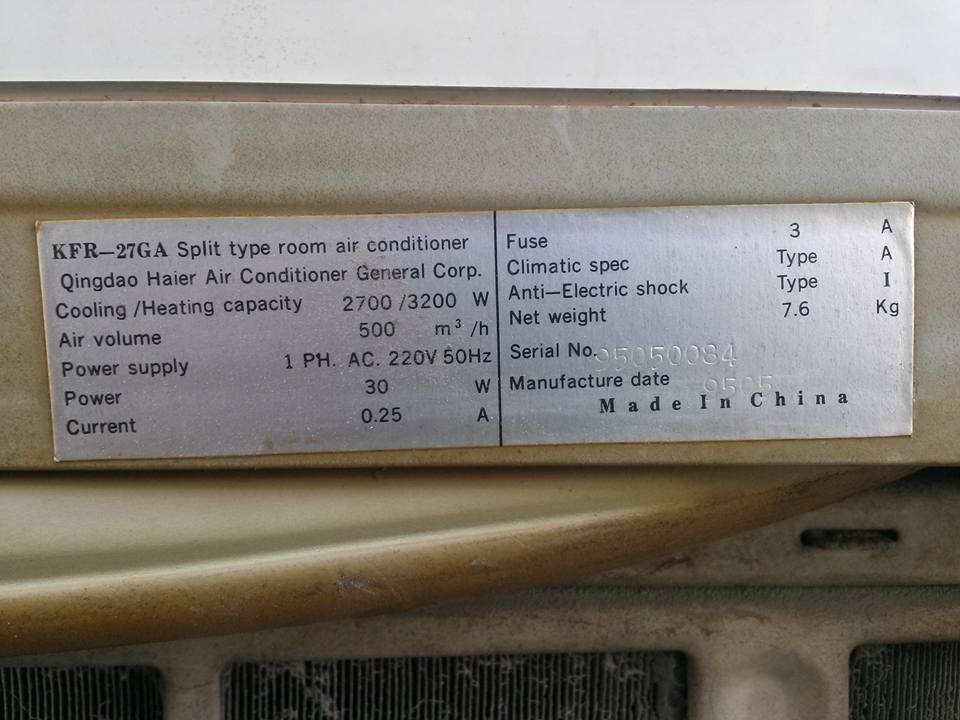 KFR-27GA Split type room air conditioner
Qingdao Haier Air Conditioner General Corp.
Cooling /Heating capacity 2700 /3200 W
Air volume 500 m³ /h
Power supply 1 PH. AC. 220V 50Hz
Power 30 W
Current 0.25 A
Fuse 3 A
Climatic spec Type A
Anti-Electric shock Type I
Net weight 7.6 Kg
Serial No. 95050084
Manufacture date 9505
Made In China